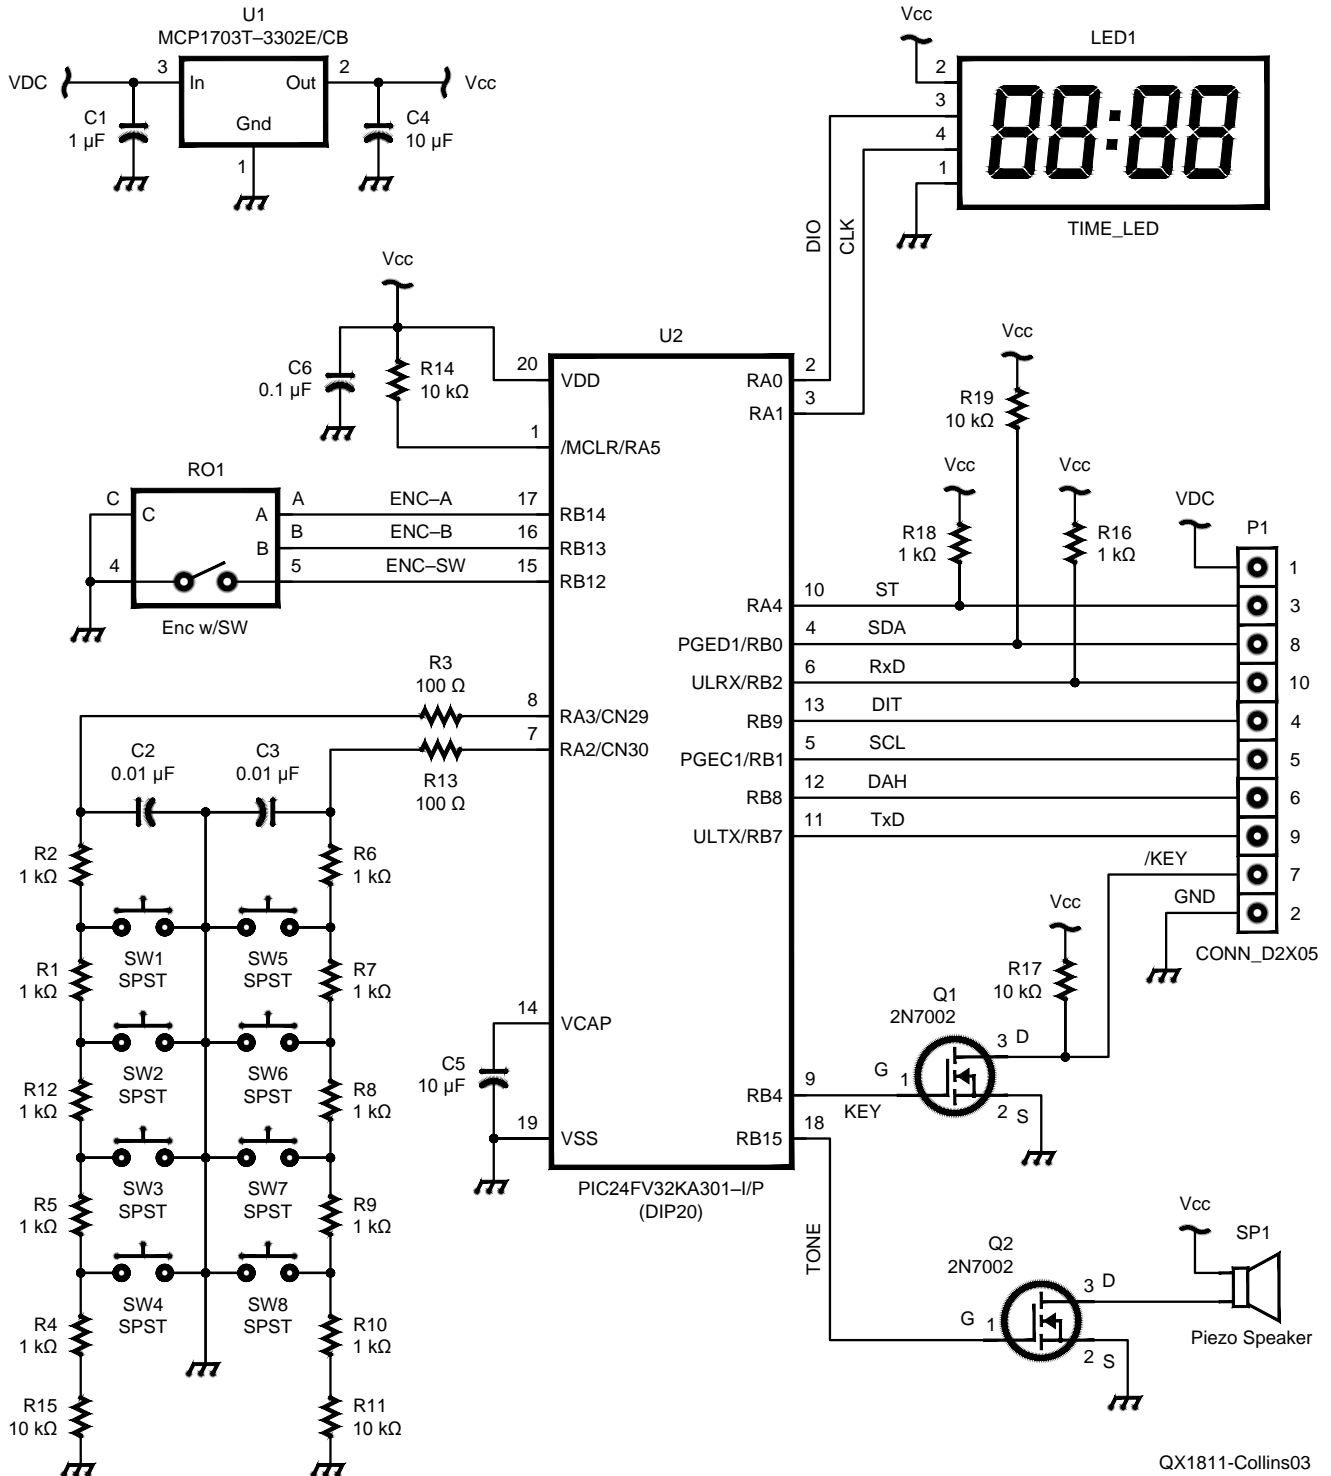 U1
MCP1703T–3302E/CB
VDC
3
In
Out
2
Vcc
Gnd
1
C1
1 µF
C4
10 µF
Vcc
LED1
2
3
4
1
88:88
TIME_LED
DIO
CLK
Vcc
C6
0.1 µF
R14
10 kΩ
U2
20
VDD
1
/MCLR/RA5
RA0
2
RA1
3
Vcc
R19
10 kΩ
Vcc
R18
1 kΩ
Vcc
R16
1 kΩ
VDC
P1
RO1
C
C
A
A
ENC–A
17
RB14
B
B
ENC–B
16
RB13
4
5
ENC–SW
15
RB12
Enc w/SW
RA4
10
ST
PGED1/RB0
4
SDA
ULRX/RB2
6
RxD
RB9
13
DIT
PGEC1/RB1
5
SCL
RB8
12
DAH
ULTX/RB7
11
TxD
/KEY
GND
1
3
8
10
4
5
6
9
7
2
CONN_D2X05
R3
100 Ω
8
RA3/CN29
7
RA2/CN30
R13
100 Ω
C2
0.01 µF
C3
0.01 µF
R2
1 kΩ
R6
1 kΩ
SW1
SPST
SW5
SPST
R1
1 kΩ
R7
1 kΩ
SW2
SPST
SW6
SPST
R12
1 kΩ
R8
1 kΩ
SW3
SPST
SW7
SPST
R5
1 kΩ
R9
1 kΩ
SW4
SPST
SW8
SPST
R4
1 kΩ
R10
1 kΩ
R15
10 kΩ
R11
10 kΩ
14
VCAP
C5
10 µF
19
VSS
PIC24FV32KA301–I/P
(DIP20)
Vcc
R17
10 kΩ
Q1
2N7002
3
D
G
1
2
S
RB4
9
KEY
RB15
18
TONE
Q2
2N7002
3
D
G
1
2
S
Vcc
SP1
Piezo Speaker
QX1811-Collins03